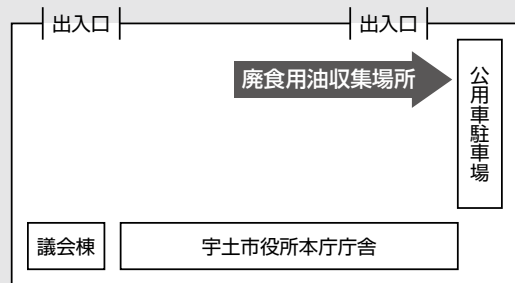 出入口
出入口
廃食用油収集場所
公用車駐車場
議会棟
宇土市役所本庁庁舎